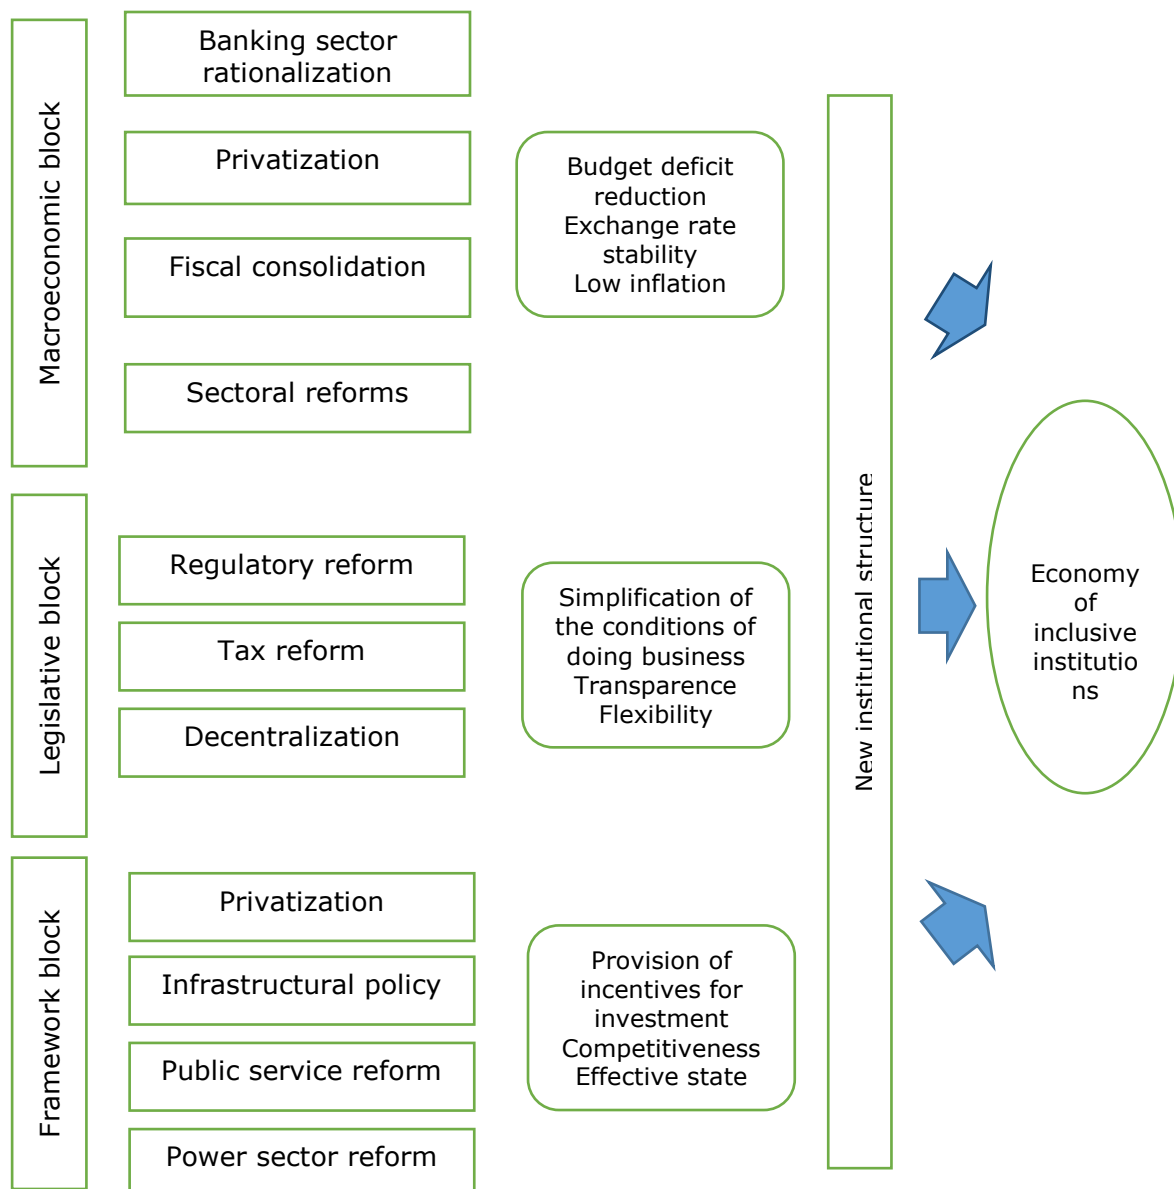 Macroeconomic block
Banking sector
rationalization
Privatization
Fiscal consolidation
Sectoral reforms
Budget deficit
reduction
Exchange rate
stability
Low inflation
Legislative block
Regulatory reform
Tax reform
Decentralization
Simplification of
the conditions of
doing business
Transparence
Flexibility
Framework block
Privatization
Infrastructural policy
Public service reform
Power sector reform
Provision of
incentives for
investment
Competitiveness
Effective state
New institutional structure
Economy
of
inclusive
institutio
ns